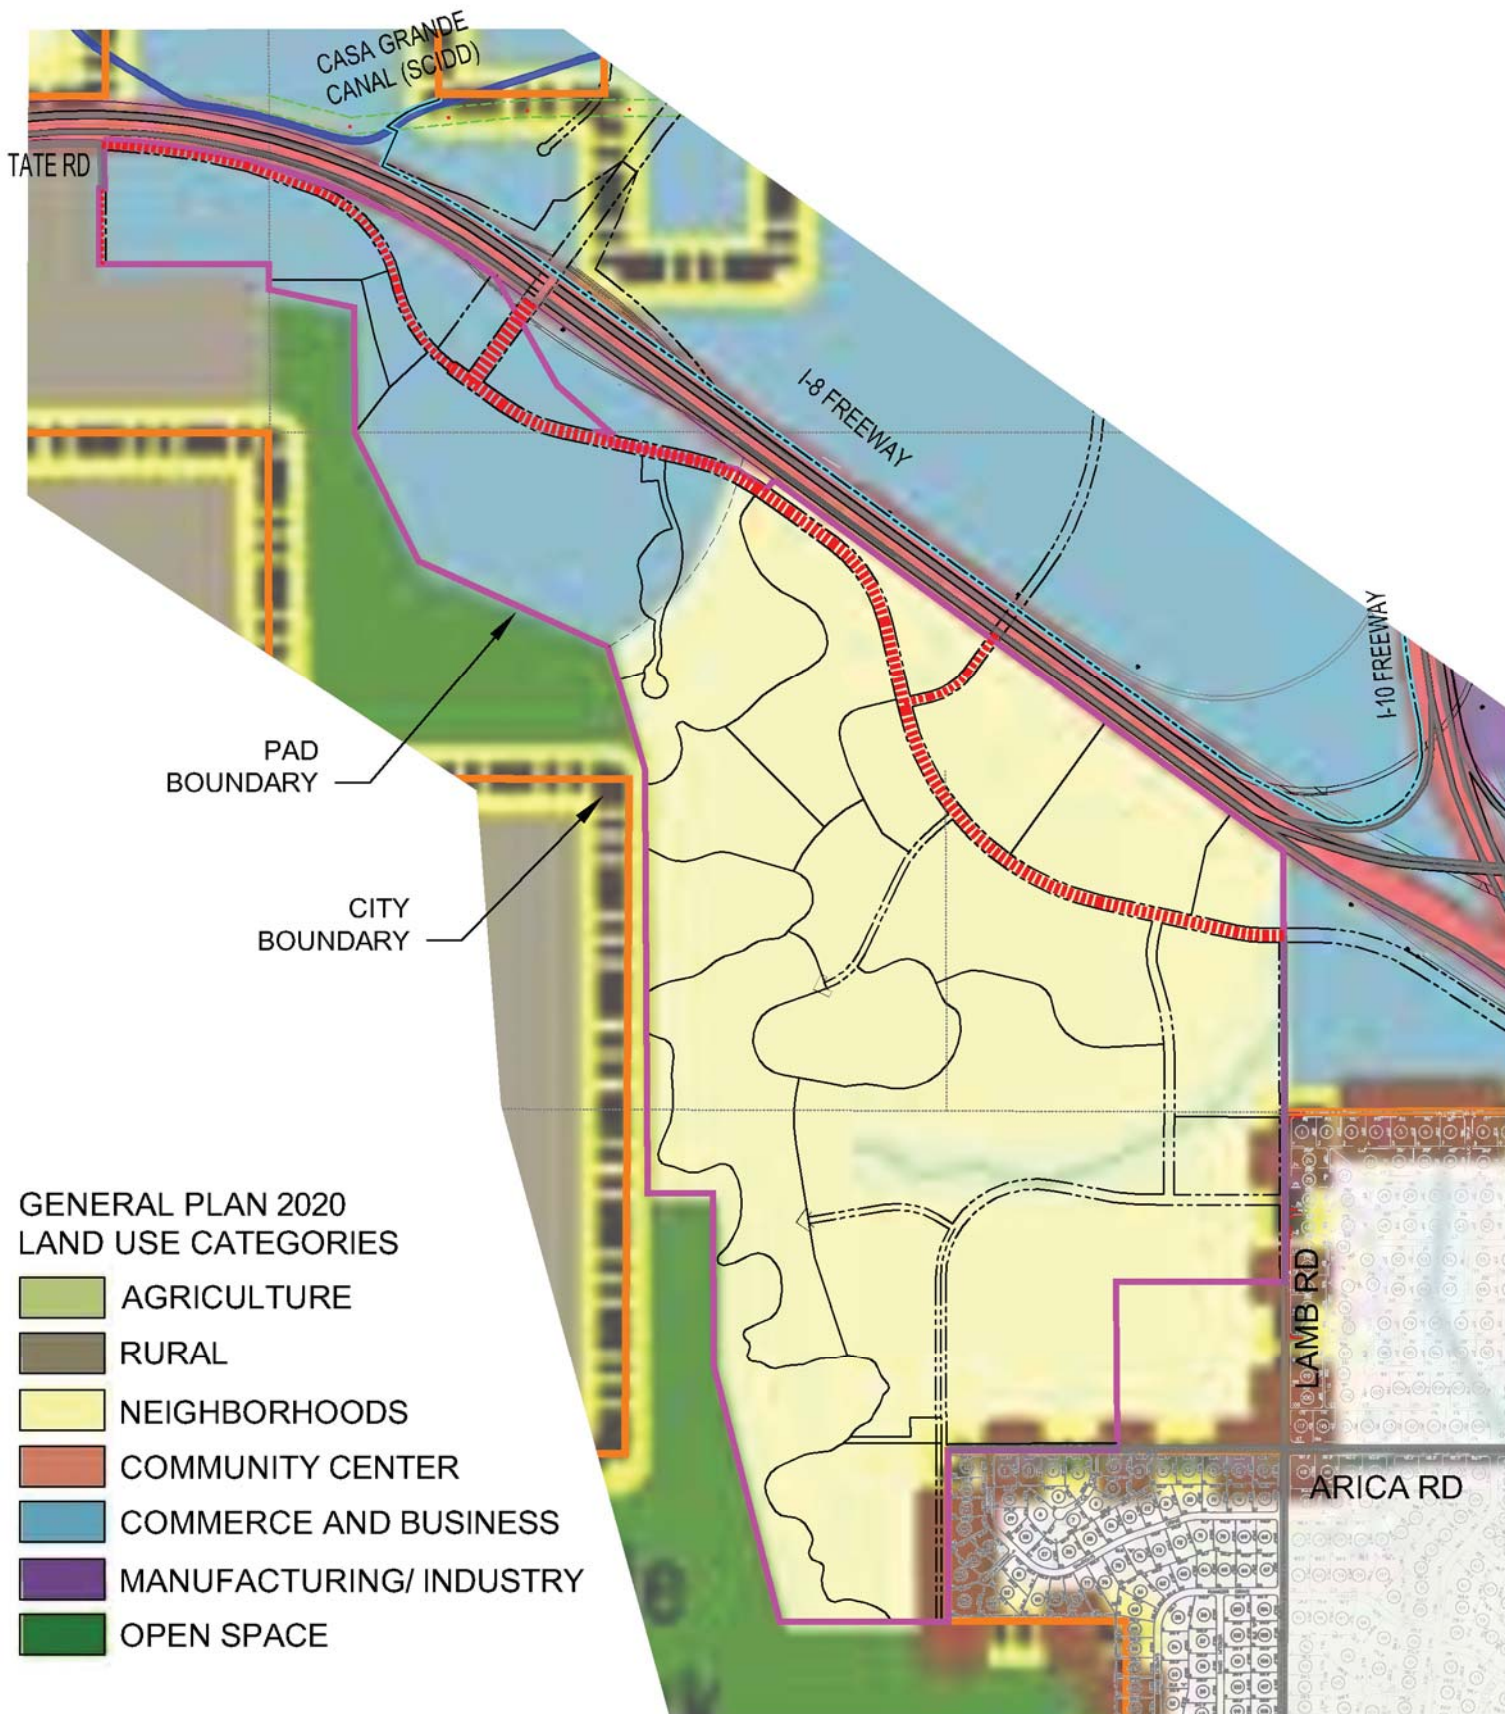 CASA GRANDE
CANAL (SCIDD)
TATE RD
I-8 FREEWAY
I-10 FREEWAY
PAD
BOUNDARY
CITY
BOUNDARY
GENERAL PLAN 2020
LAND USE CATEGORIES
AGRICULTURE
RURAL
NEIGHBORHOODS
COMMUNITY CENTER
COMMERCE AND BUSINESS
MANUFACTURING/ INDUSTRY
OPEN SPACE
LAMB RD
ARICA RD